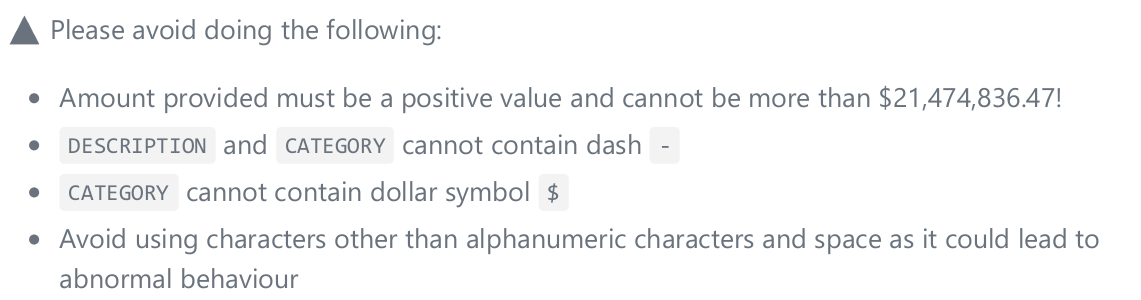 Please avoid doing the following:
• Amount provided must be a positive value and cannot be more than $21,474,836.47!
• DESCRIPTION and CATEGORY cannot contain dash -
• CATEGORY cannot contain dollar symbol $
• Avoid using characters other than alphanumeric characters and space as it could lead to
abnormal behaviour